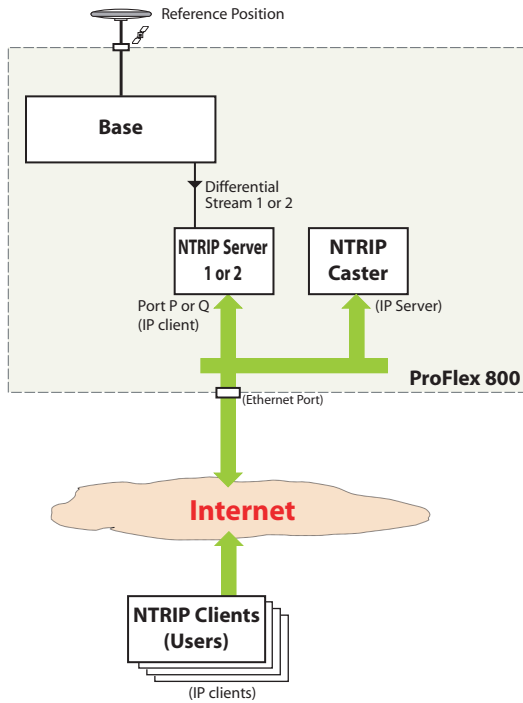 Reference Position
Base
Differential
Stream 1 or 2
NTRIP Server
1 or 2
NTRIP
Caster
Port P or Q
(IP client)
(IP Server)
ProFlex 800
(Ethernet Port)
Internet
NTRIP Clients
(Users)
(IP clients)